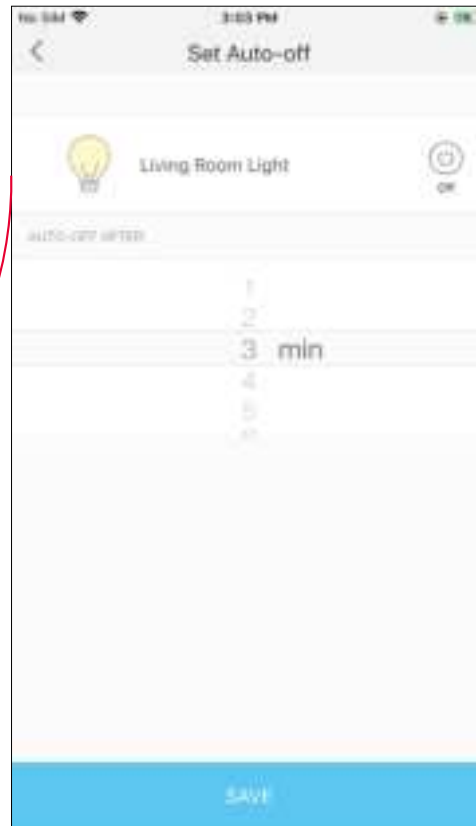 No SIM 3:03 PM
Set Auto-off
Living Room Light
Off
AUTO-OFF AFTER
1
2
3 min
4
5
6
SAVE